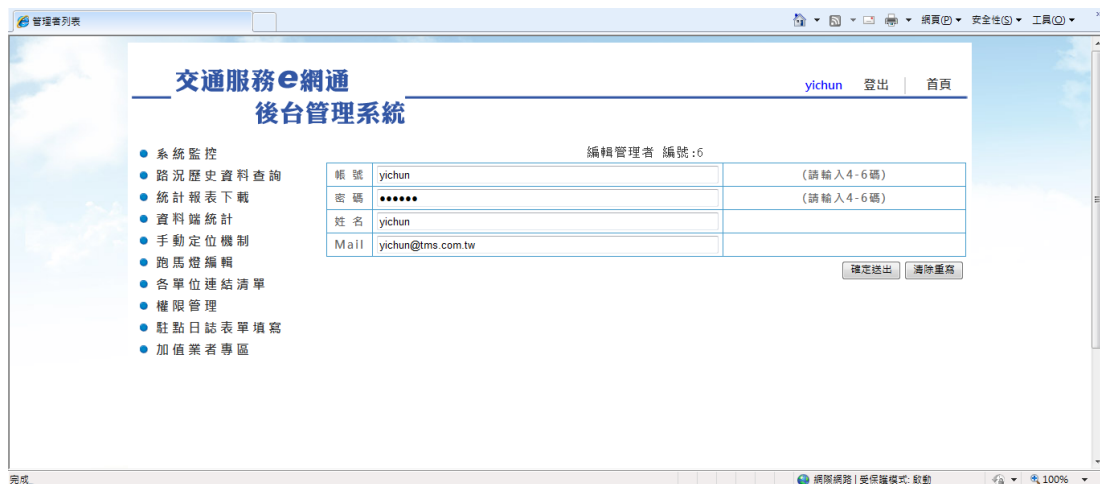 管理者列表
網頁(P) 安全性(S) 工具(O) »
交通服務e網通
後台管理系統
yichun 登出 | 首頁
系統監控
路況歷史資料查詢
統計報表下載
資料端統計
手動定位機制
跑馬燈編輯
各單位連結清單
權限管理
駐點日誌表單填寫
加值業者專區
編輯管理者 編號:6
帳號 yichun (請輸入4-6碼)
密碼 •••••• (請輸入4-6碼)
姓名 yichun
Mail yichun@tms.com.tw
確定送出 清除重寫
完成 網際網路 | 受保護模式: 啟動 100%